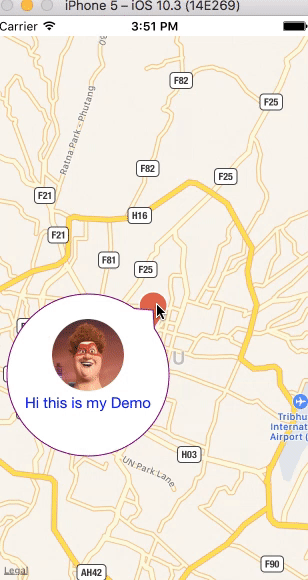 iPhone 5 – iOS 10.3 (14E269)
Carrier 3:51 PM
F82
F25
Ratna Park - Phutang
F82
F25
F21
H16
F21
F81
F25
U
Hi this is my Demo
Tribhu
Internat
Airport (
H03
UN Park Lane
F90
AH42
Legal